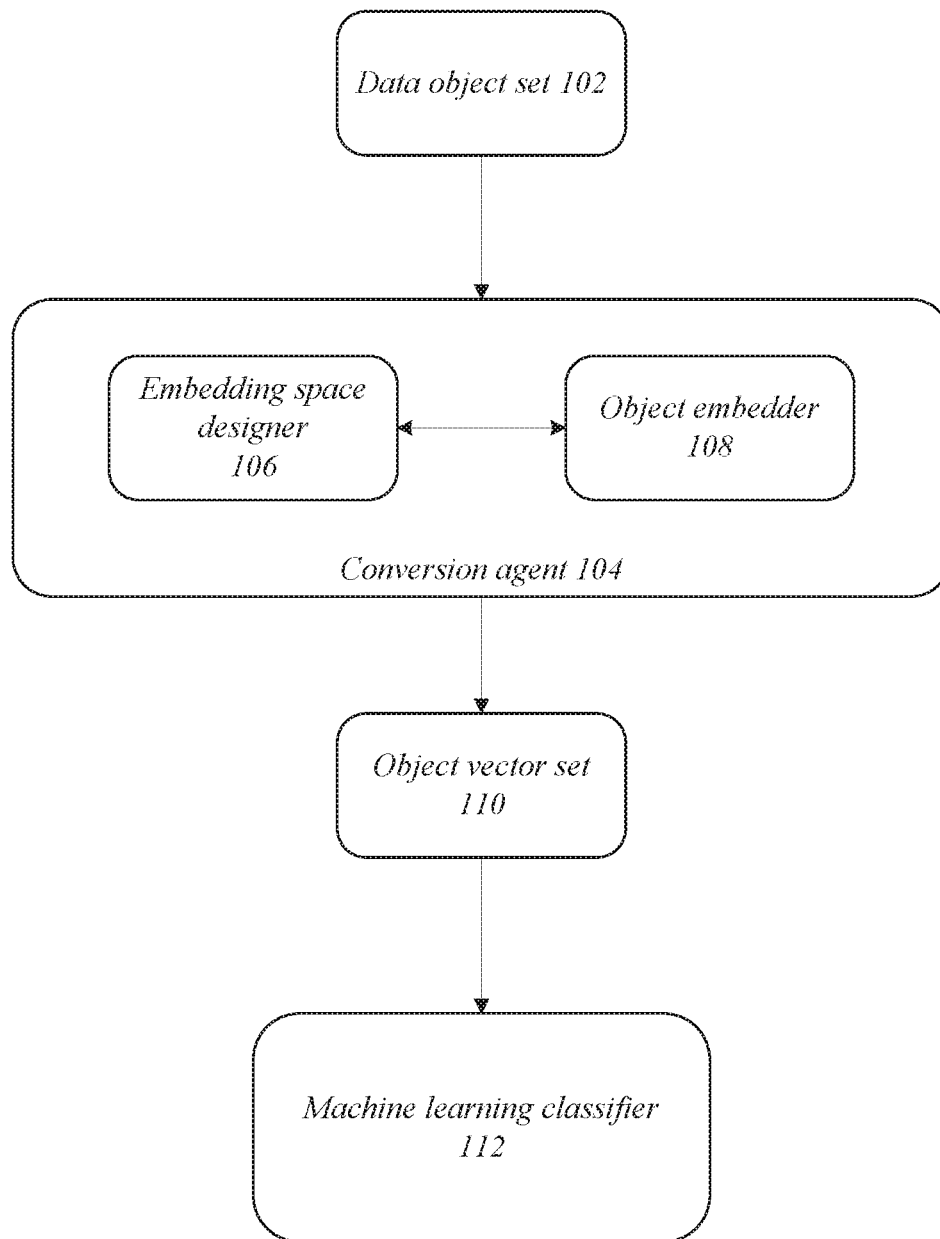 Data object set 102
Embedding space
designer
106
Object embedder
108
Conversion agent 104
Object vector set
110
Machine learning classifier
112